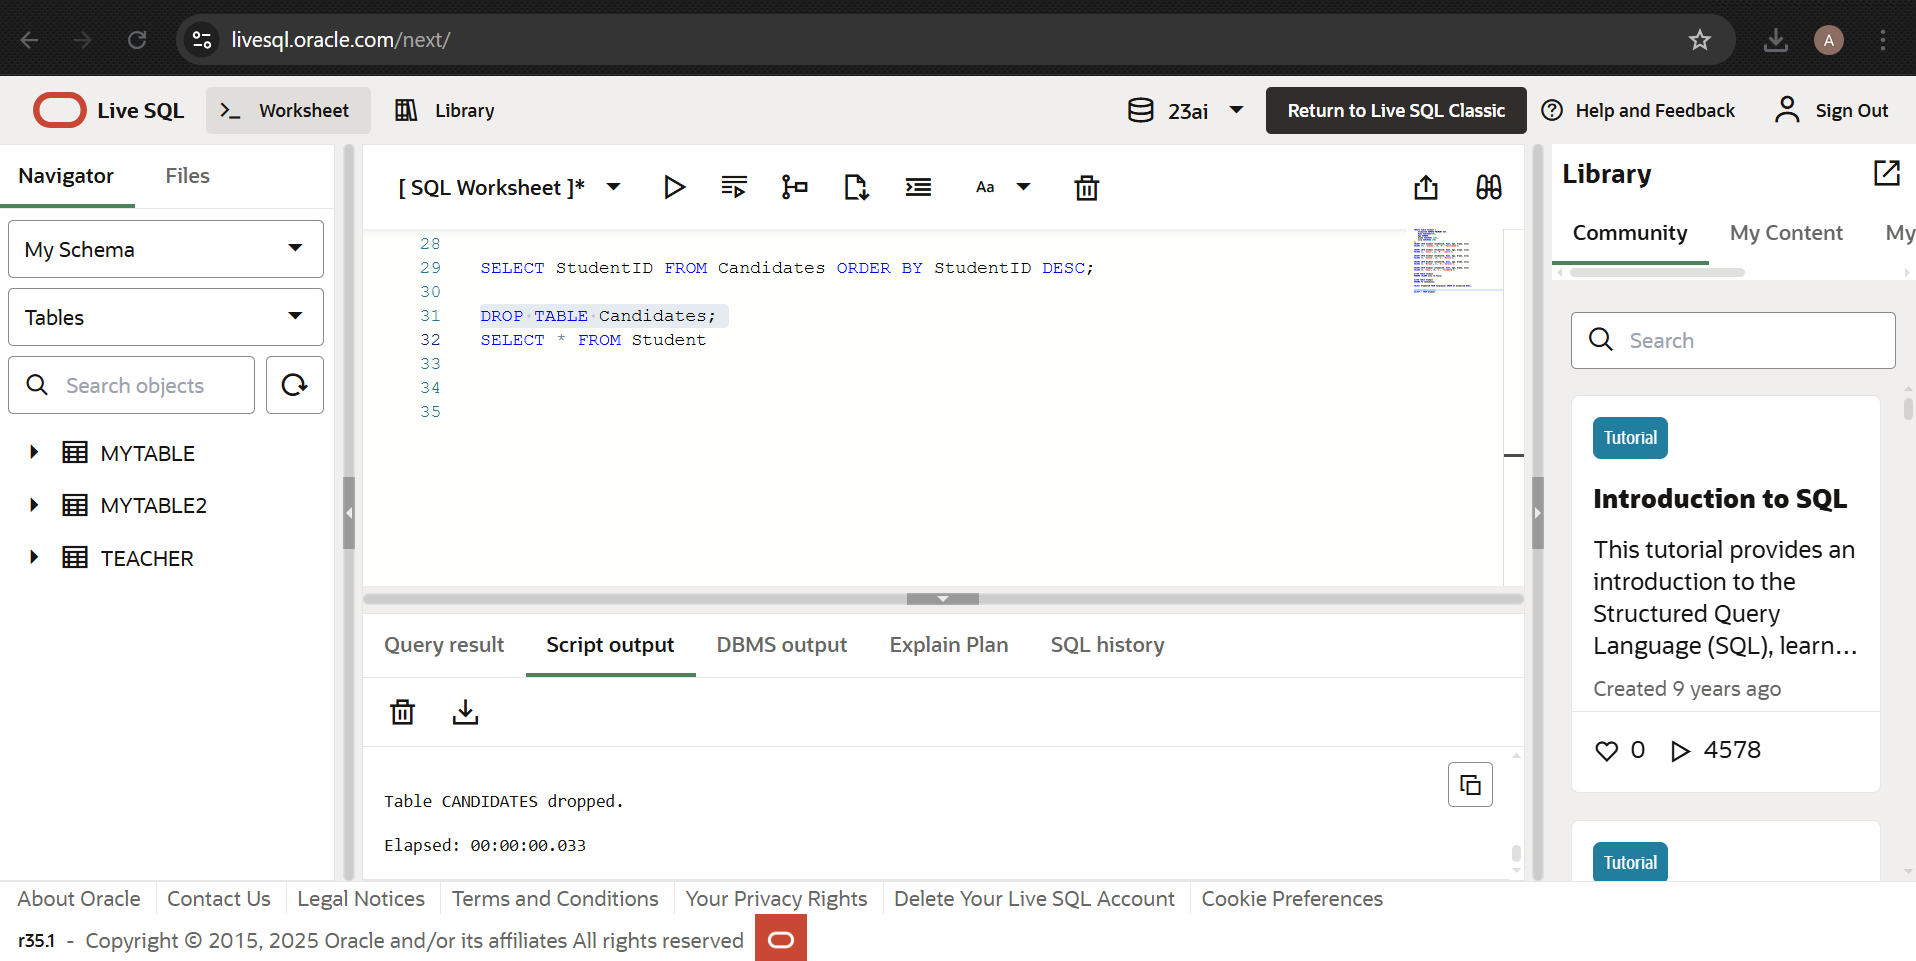 livesql.oracle.com/next/
A
Live SQL
Worksheet
Library
23ai
Return to Live SQL Classic
Help and Feedback
Sign Out
Navigator
Files
My Schema
Tables
Search objects
MYTABLE
MYTABLE2
TEACHER
[ SQL Worksheet ]*
Aa
28
29 SELECT StudentID FROM Candidates ORDER BY StudentID DESC;
30
31 DROP TABLE Candidates;
32 SELECT * FROM Student
33
34
35
Query result
Script output
DBMS output
Explain Plan
SQL history
Table CANDIDATES dropped.
Elapsed: 00:00:00.033
Library
Community
My Content
My
Search
Tutorial
Introduction to SQL
This tutorial provides an
introduction to the
Structured Query
Language (SQL), learn...
Created 9 years ago
0
4578
Tutorial
About Oracle
Contact Us
Legal Notices
Terms and Conditions
Your Privacy Rights
Delete Your Live SQL Account
Cookie Preferences
r35.1 - Copyright © 2015, 2025 Oracle and/or its affiliates All rights reserved